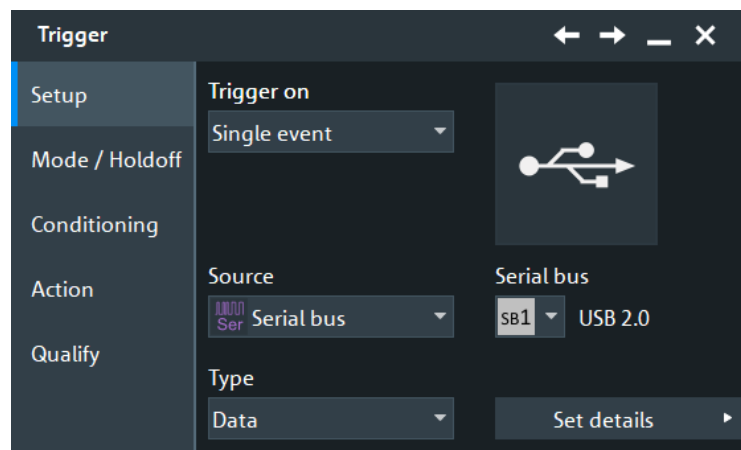 Trigger
Setup
Mode / Holdoff
Conditioning
Action
Qualify
Trigger on
Single event
Source
Ser Serial bus
Serial bus
SB1 USB 2.0
Type
Data
Set details